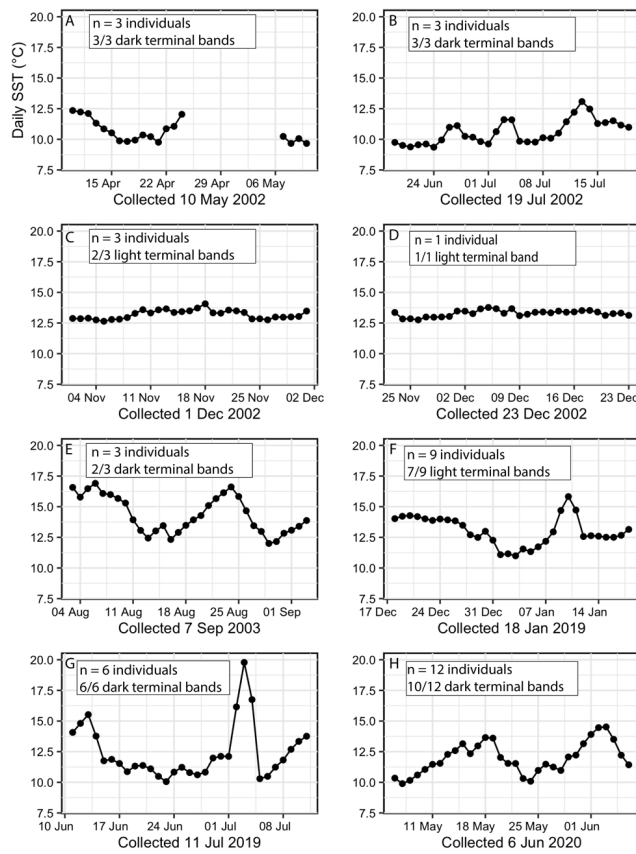 A
n = 3 individuals
3/3 dark terminal bands
Daily SST (°C)
20.0
17.5
15.0
12.5
10.0
7.5
15 Apr
22 Apr
29 Apr
06 May
Collected 10 May 2002
B
n = 3 individuals
3/3 dark terminal bands
20.0
17.5
15.0
12.5
10.0
7.5
24 Jun
01 Jul
08 Jul
15 Jul
Collected 19 Jul 2002
C
n = 3 individuals
2/3 light terminal bands
20.0
17.5
15.0
12.5
10.0
7.5
04 Nov
11 Nov
18 Nov
25 Nov
02 Dec
Collected 1 Dec 2002
D
n = 1 individual
1/1 light terminal band
20.0
17.5
15.0
12.5
10.0
7.5
25 Nov
02 Dec
09 Dec
16 Dec
23 Dec
Collected 23 Dec 2002
E
n = 3 individuals
2/3 dark terminal bands
20.0
17.5
15.0
12.5
10.0
7.5
04 Aug
11 Aug
18 Aug
25 Aug
01 Sep
Collected 7 Sep 2003
F
n = 9 individuals
7/9 light terminal bands
20.0
17.5
15.0
12.5
10.0
7.5
17 Dec
24 Dec
31 Dec
07 Jan
14 Jan
Collected 18 Jan 2019
G
n = 6 individuals
6/6 dark terminal bands
20.0
17.5
15.0
12.5
10.0
7.5
10 Jun
17 Jun
24 Jun
01 Jul
08 Jul
Collected 11 Jul 2019
H
n = 12 individuals
10/12 dark terminal bands
20.0
17.5
15.0
12.5
10.0
7.5
11 May
18 May
25 May
01 Jun
Collected 6 Jun 2020